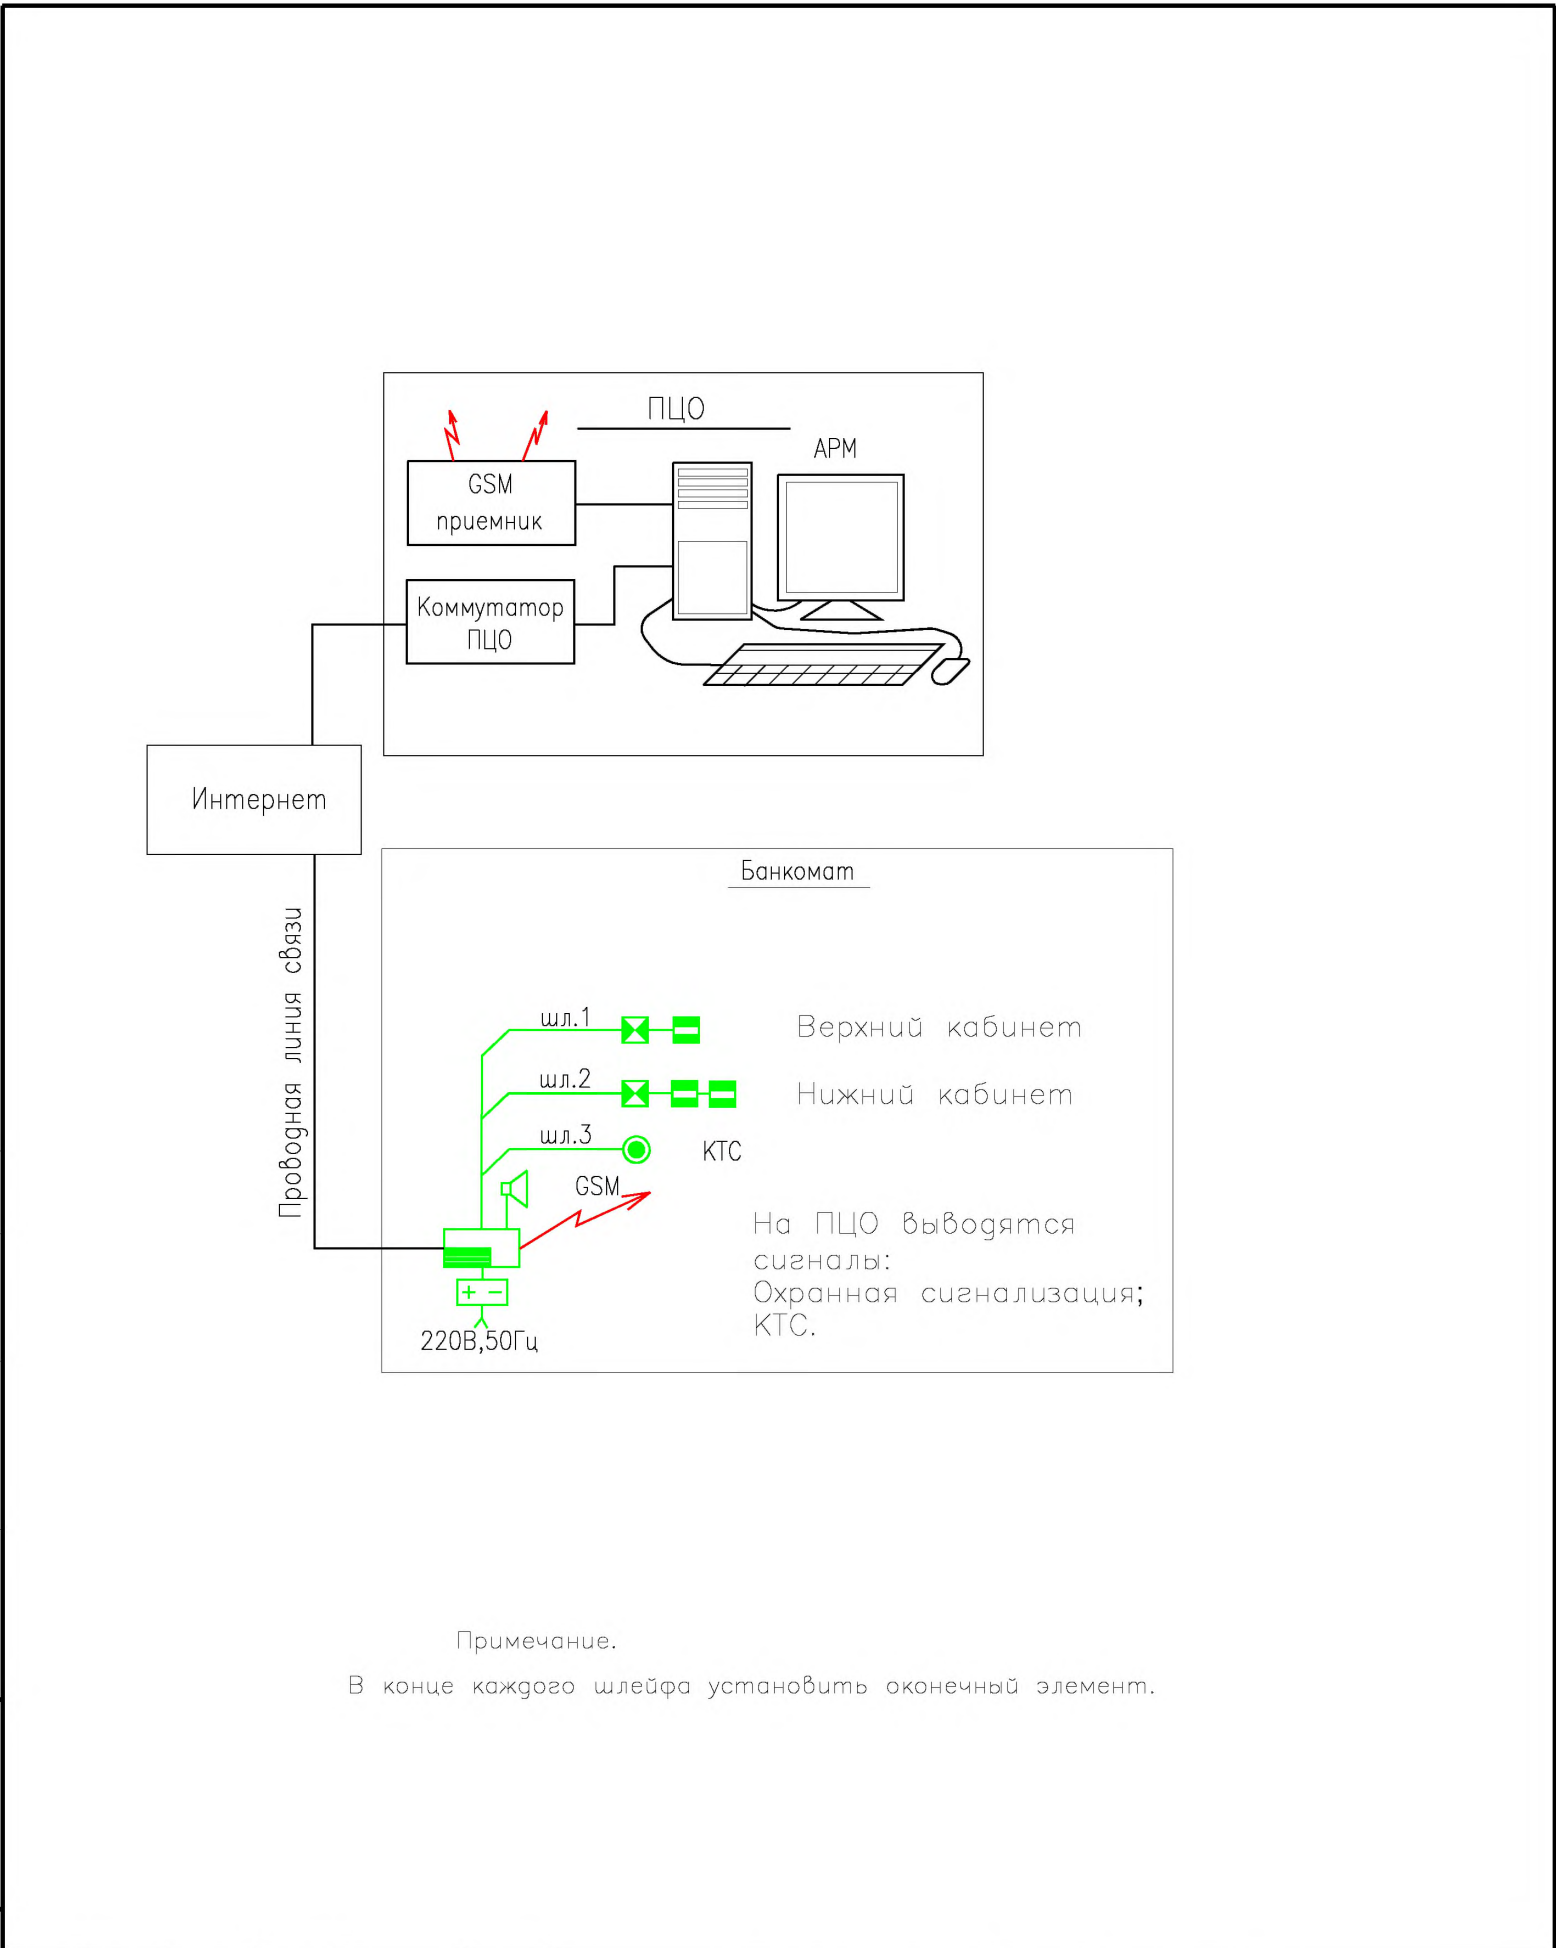 ПЦО
АРМ
GSM
приемник
Коммутатор
ПЦО
Интернет
Проводная линия связи
Банкомат
шл.1
Верхний кабинет
шл.2
Нижний кабинет
шл.3
КТС
GSM
На ПЦО выводятся
сигналы:
Охранная сигнализация;
КТС.
+ −
220В,50Гц
Примечание.
В конце каждого шлейфа установить оконечный элемент.